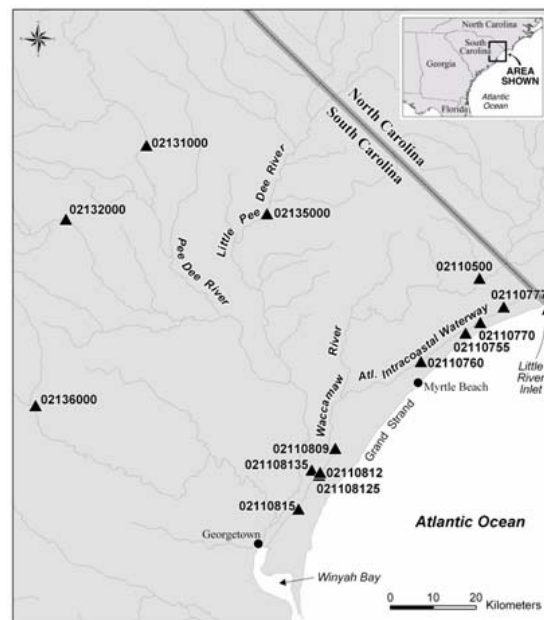 North Carolina
South
Carolina
Georgia
AREA
SHOWN
Atlantic
Ocean
Florida
North Carolina
South Carolina
02131000
02132000
Little Pee Dee River
02135000
Pee Dee River
02110500
02110777
Atl. Intracoastal Waterway
02110770
02110755
02110760
Little
River
Inlet
Waccamaw River
Myrtle Beach
02136000
Grand Strand
02110809
021108135
02110812
021108125
02110815
Georgetown
Atlantic Ocean
Winyah Bay
0 10 20
Kilometers